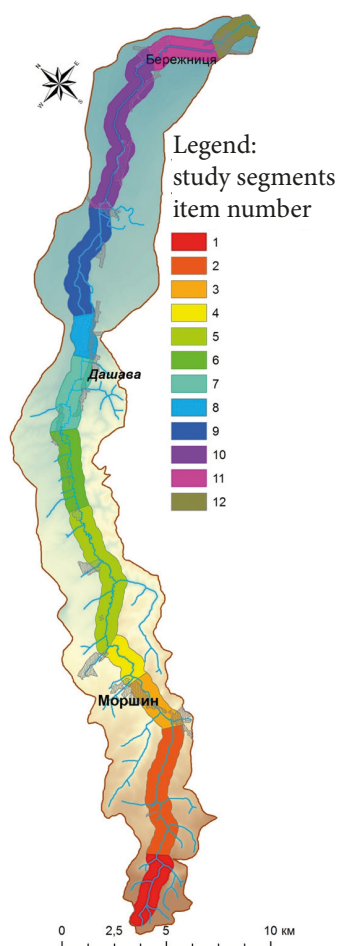 Бережниця
N
E
W
S
Legend:
study segments
item number
1
2
3
4
5
6
7
8
9
10
11
12
Дашава
Моршин
0 2,5 5 10 км